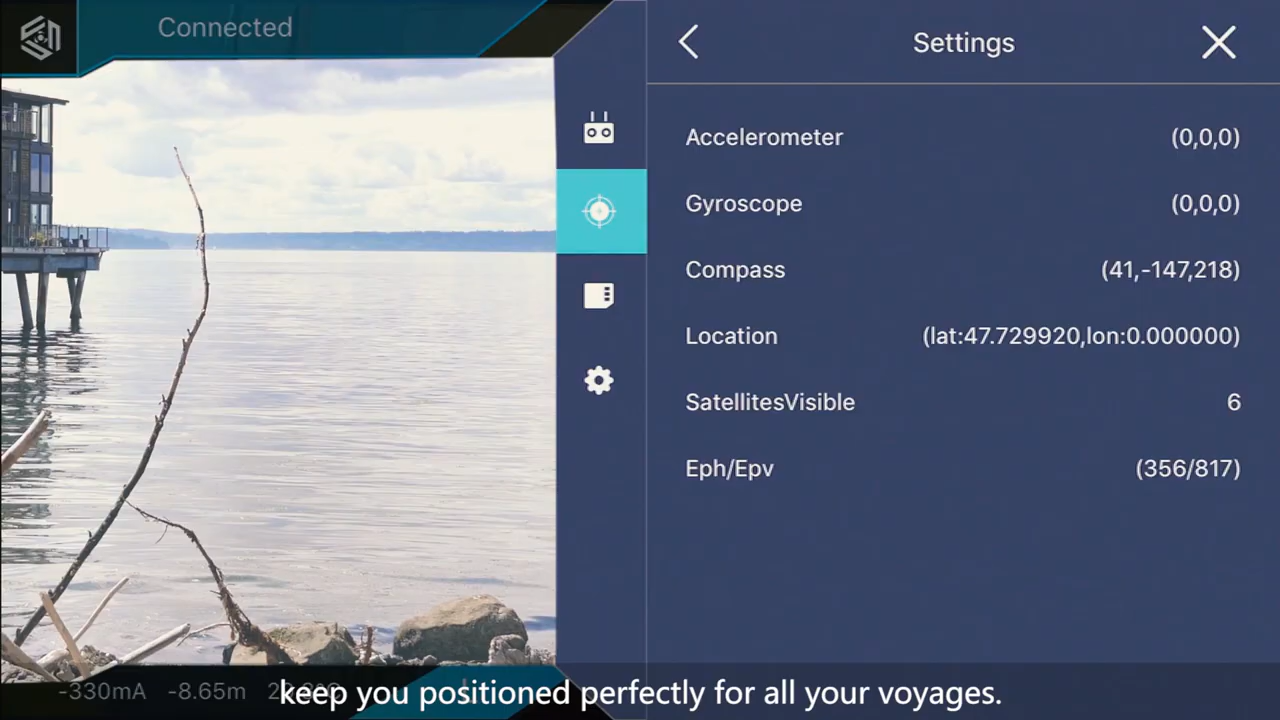 Connected
Settings
Accelerometer (0,0,0)
Gyroscope (0,0,0)
Compass (41,-147,218)
Location (lat:47.729920,lon:0.000000)
SatellitesVisible 6
Eph/Epv (356/817)
-330mA -8.65m
keep you positioned perfectly for all your voyages.